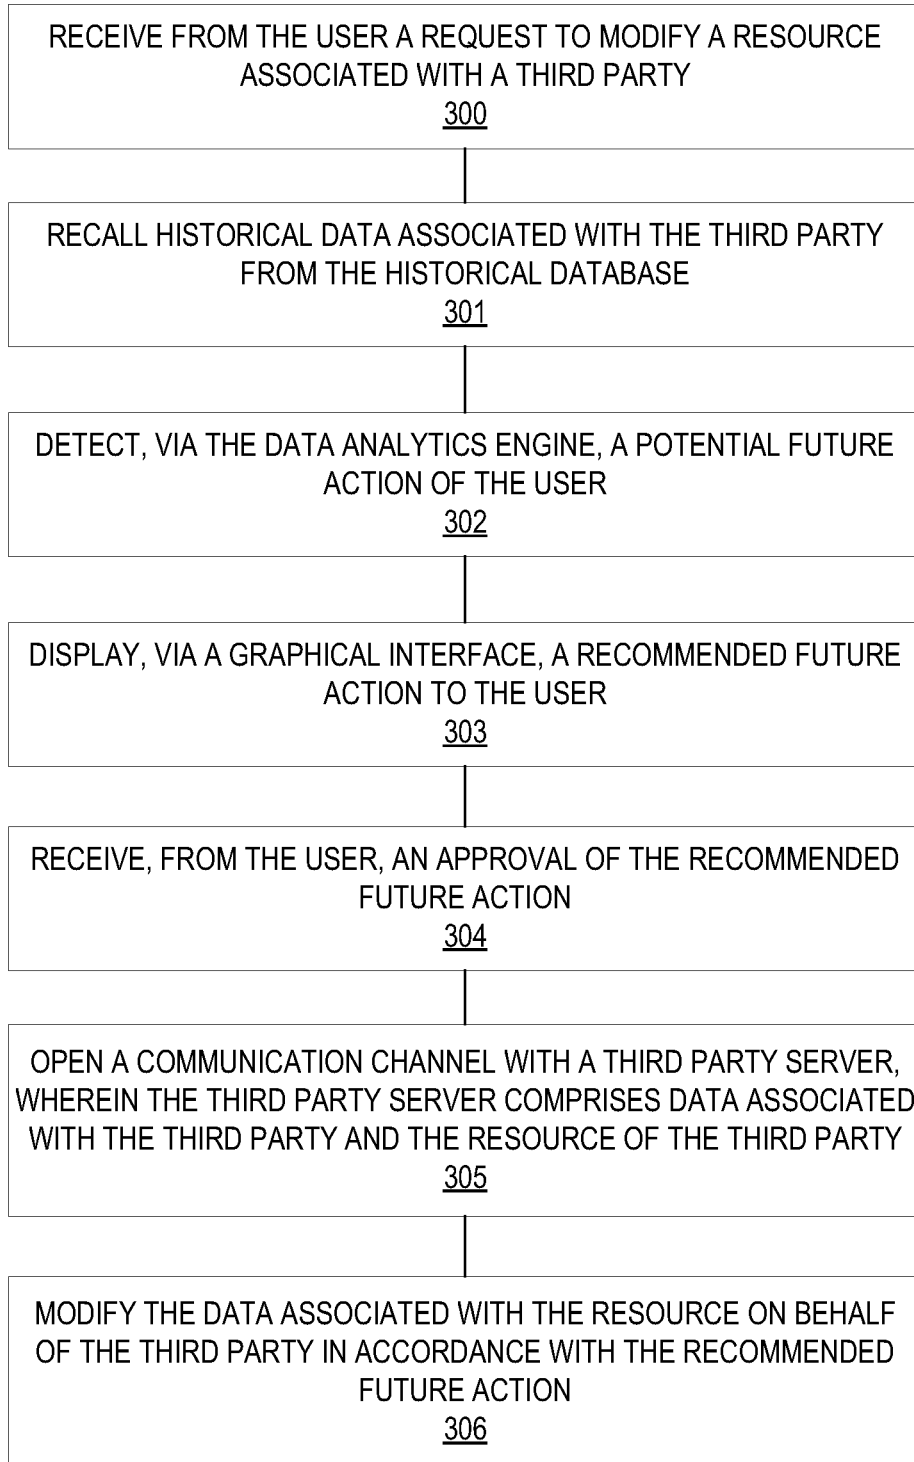 RECEIVE FROM THE USER A REQUEST TO MODIFY A RESOURCE
ASSOCIATED WITH A THIRD PARTY
300
RECALL HISTORICAL DATA ASSOCIATED WITH THE THIRD PARTY
FROM THE HISTORICAL DATABASE
301
DETECT, VIA THE DATA ANALYTICS ENGINE, A POTENTIAL FUTURE
ACTION OF THE USER
302
DISPLAY, VIA A GRAPHICAL INTERFACE, A RECOMMENDED FUTURE
ACTION TO THE USER
303
RECEIVE, FROM THE USER, AN APPROVAL OF THE RECOMMENDED
FUTURE ACTION
304
OPEN A COMMUNICATION CHANNEL WITH A THIRD PARTY SERVER,
WHEREIN THE THIRD PARTY SERVER COMPRISES DATA ASSOCIATED
WITH THE THIRD PARTY AND THE RESOURCE OF THE THIRD PARTY
305
MODIFY THE DATA ASSOCIATED WITH THE RESOURCE ON BEHALF
OF THE THIRD PARTY IN ACCORDANCE WITH THE RECOMMENDED
FUTURE ACTION
306